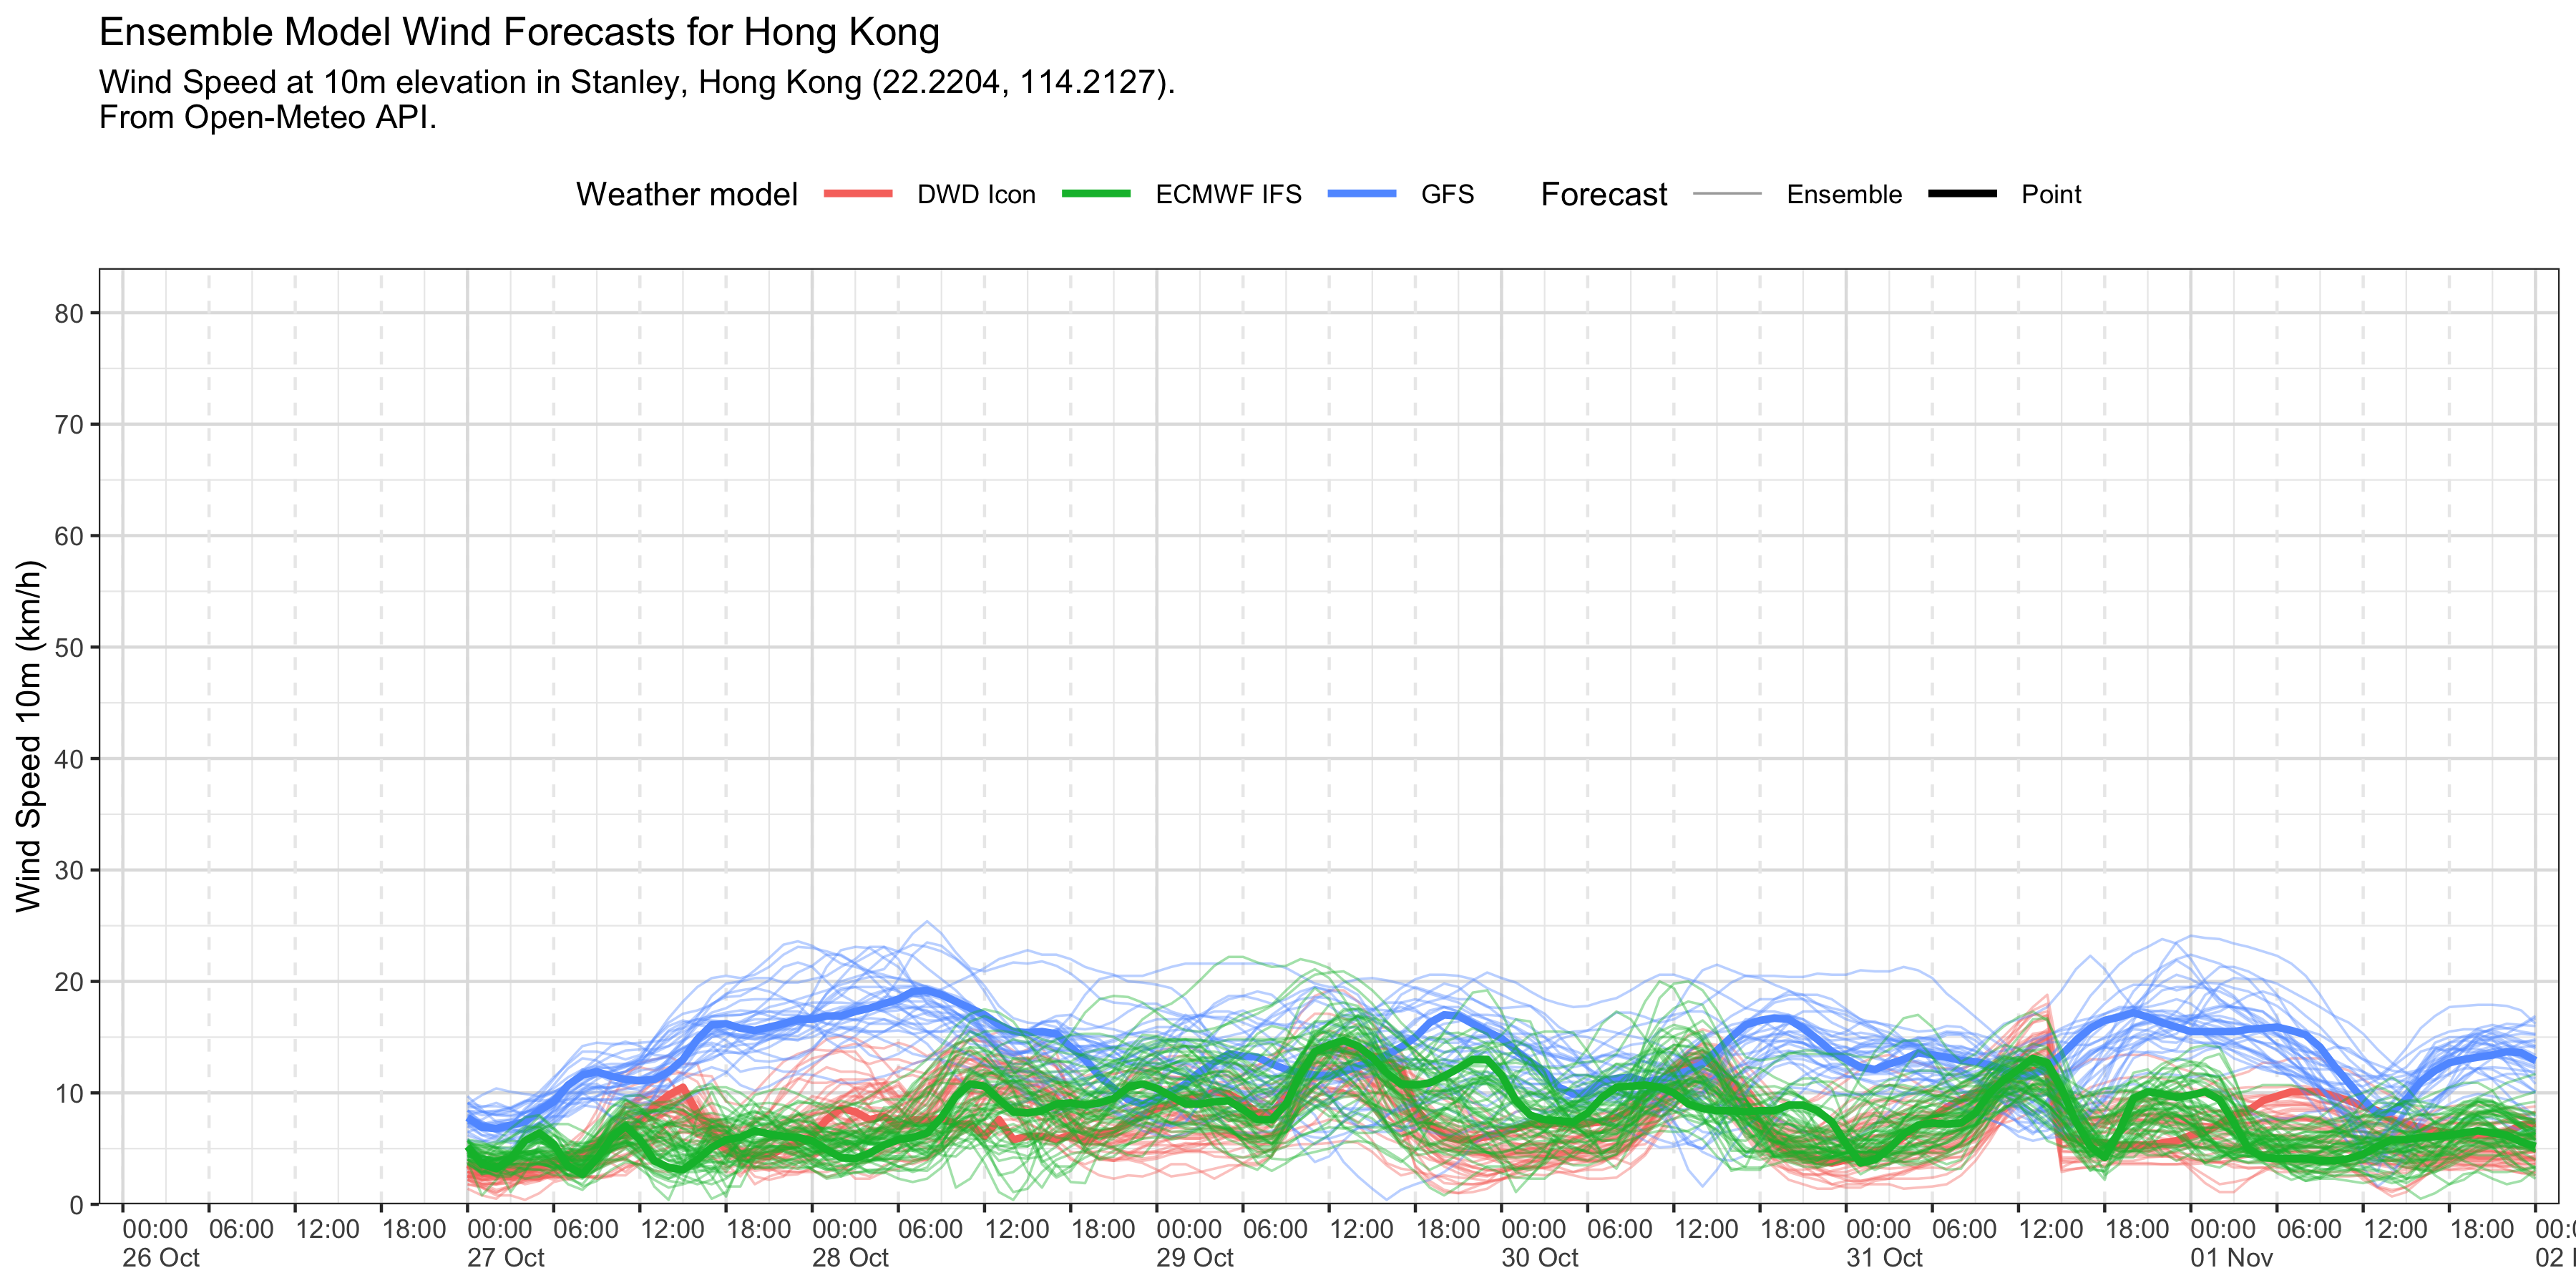 Ensemble Model Wind Forecasts for Hong Kong
Wind Speed at 10m elevation in Stanley, Hong Kong (22.2204, 114.2127).
From Open-Meteo API.
Weather model DWD Icon ECMWF IFS GFS Forecast Ensemble Point
Wind Speed 10m (km/h)
80
70
60
50
40
30
20
10
0
00:00 06:00 12:00 18:00 00:00 06:00 12:00 18:00 00:00 06:00 12:00 18:00 00:00 06:00 12:00 18:00 00:00 06:00 12:00 18:00 00:00 06:00 12:00 18:00 00:00 06:00 12:00 18:00 00:0
26 Oct 27 Oct 28 Oct 29 Oct 30 Oct 31 Oct 01 Nov 02